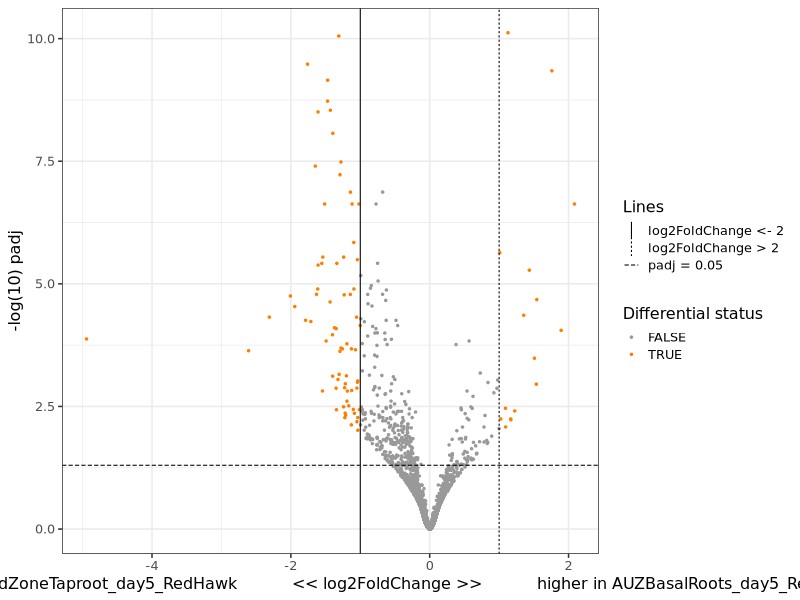 10.0
7.5
5.0
2.5
0.0
-log(10) padj
-4
-2
0
2
dZoneTaproot_day5_RedHawk << log2FoldChange >> higher in AUZBasalRoots_day5_Re
Lines
log2FoldChange <- 2
log2FoldChange > 2
padj = 0.05
Differential status
FALSE
TRUE